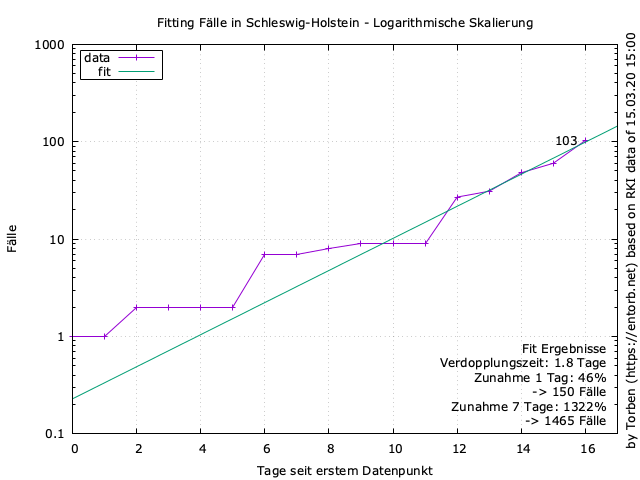 Fitting Fälle in Schleswig-Holstein - Logarithmische Skalierung
1000
100
10
1
0.1
Fälle
data
fit
103
Fit Ergebnisse
Verdopplungszeit: 1.8 Tage
Zunahme 1 Tag: 46%
-> 150 Fälle
Zunahme 7 Tage: 1322%
-> 1465 Fälle
0 2 4 6 8 10 12 14 16
Tage seit erstem Datenpunkt
by Torben (https://entorb.net) based on RKI data of 15.03.20 15:00